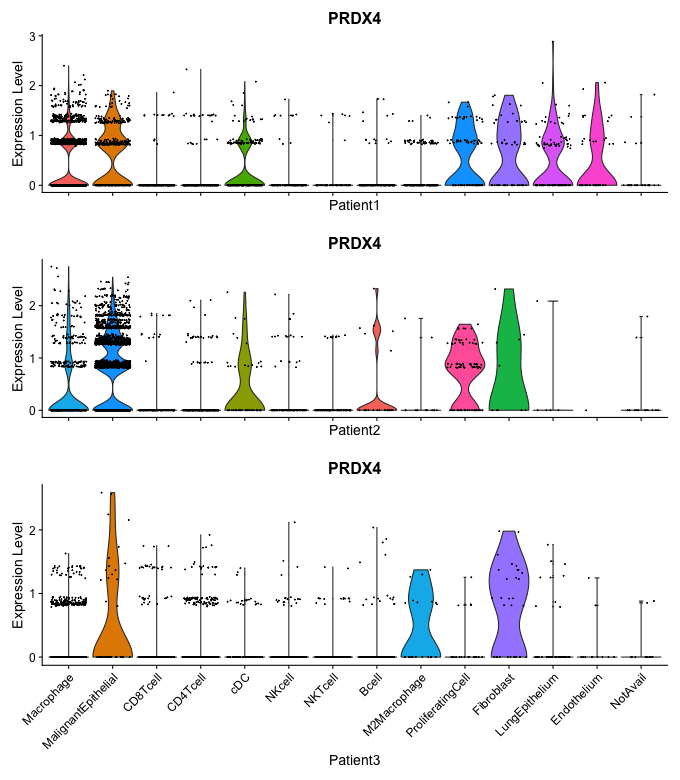 PRDX4
Expression Level
3
2
1
0
Patient1
PRDX4
Expression Level
2
1
0
Patient2
PRDX4
Expression Level
2
1
0
Macrophage
MalignantEpithelial
CD8Tcell
CD4Tcell
cDC
NKcell
NKTcell
Bcell
M2Macrophage
ProliferatingCell
Fibroblast
LungEpithelium
Endothelium
NotAvail
Patient3